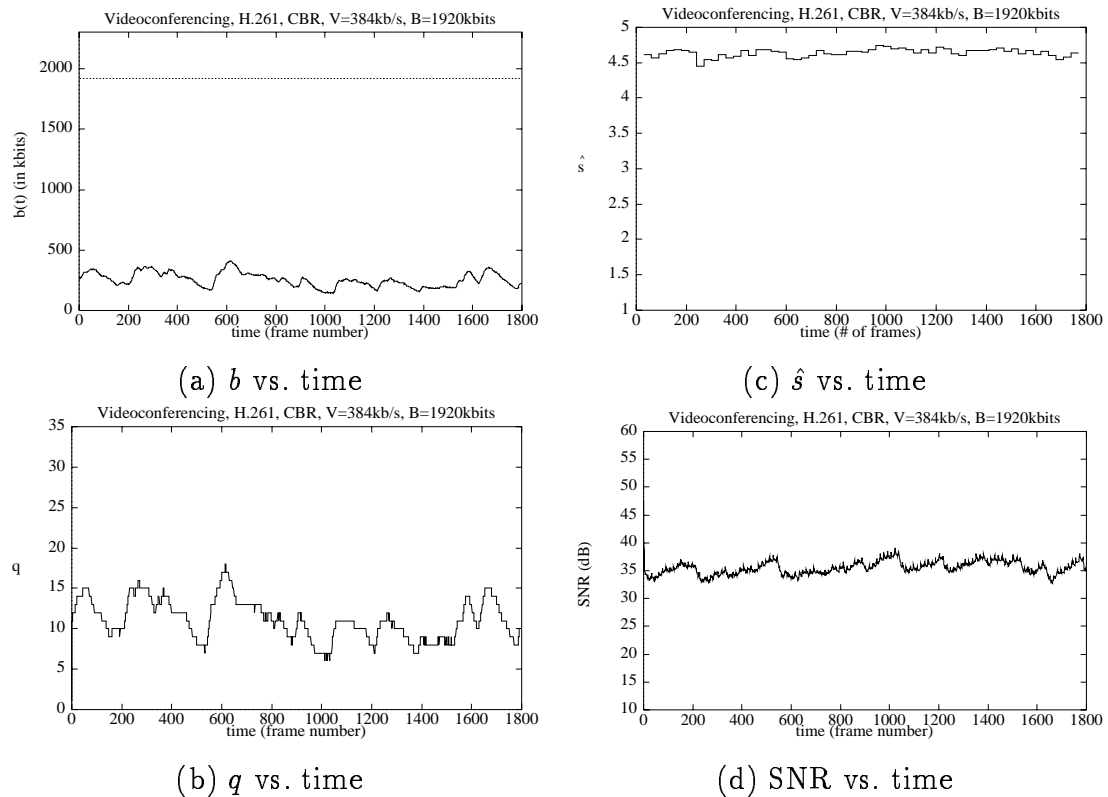 Videoconferencing, H.261, CBR, V=384kb/s, B=1920kbits
2000
1500
1000
500
0
b(t) (in kbits)
0 200 400 600 800 1000 1200 1400 1600 1800
time (frame number)
(a) b vs. time
Videoconferencing, H.261, CBR, V=384kb/s, B=1920kbits
5
4.5
4
3.5
3
2.5
2
1.5
1
ŝ
0 200 400 600 800 1000 1200 1400 1600 1800
time (# of frames)
(c) ŝ vs. time
Videoconferencing, H.261, CBR, V=384kb/s, B=1920kbits
35
30
25
20
15
10
5
0
q
0 200 400 600 800 1000 1200 1400 1600 1800
time (frame number)
(b) q vs. time
Videoconferencing, H.261, CBR, V=384kb/s, B=1920kbits
60
55
50
45
40
35
30
25
20
15
10
SNR (dB)
0 200 400 600 800 1000 1200 1400 1600 1800
time (frame number)
(d) SNR vs. time